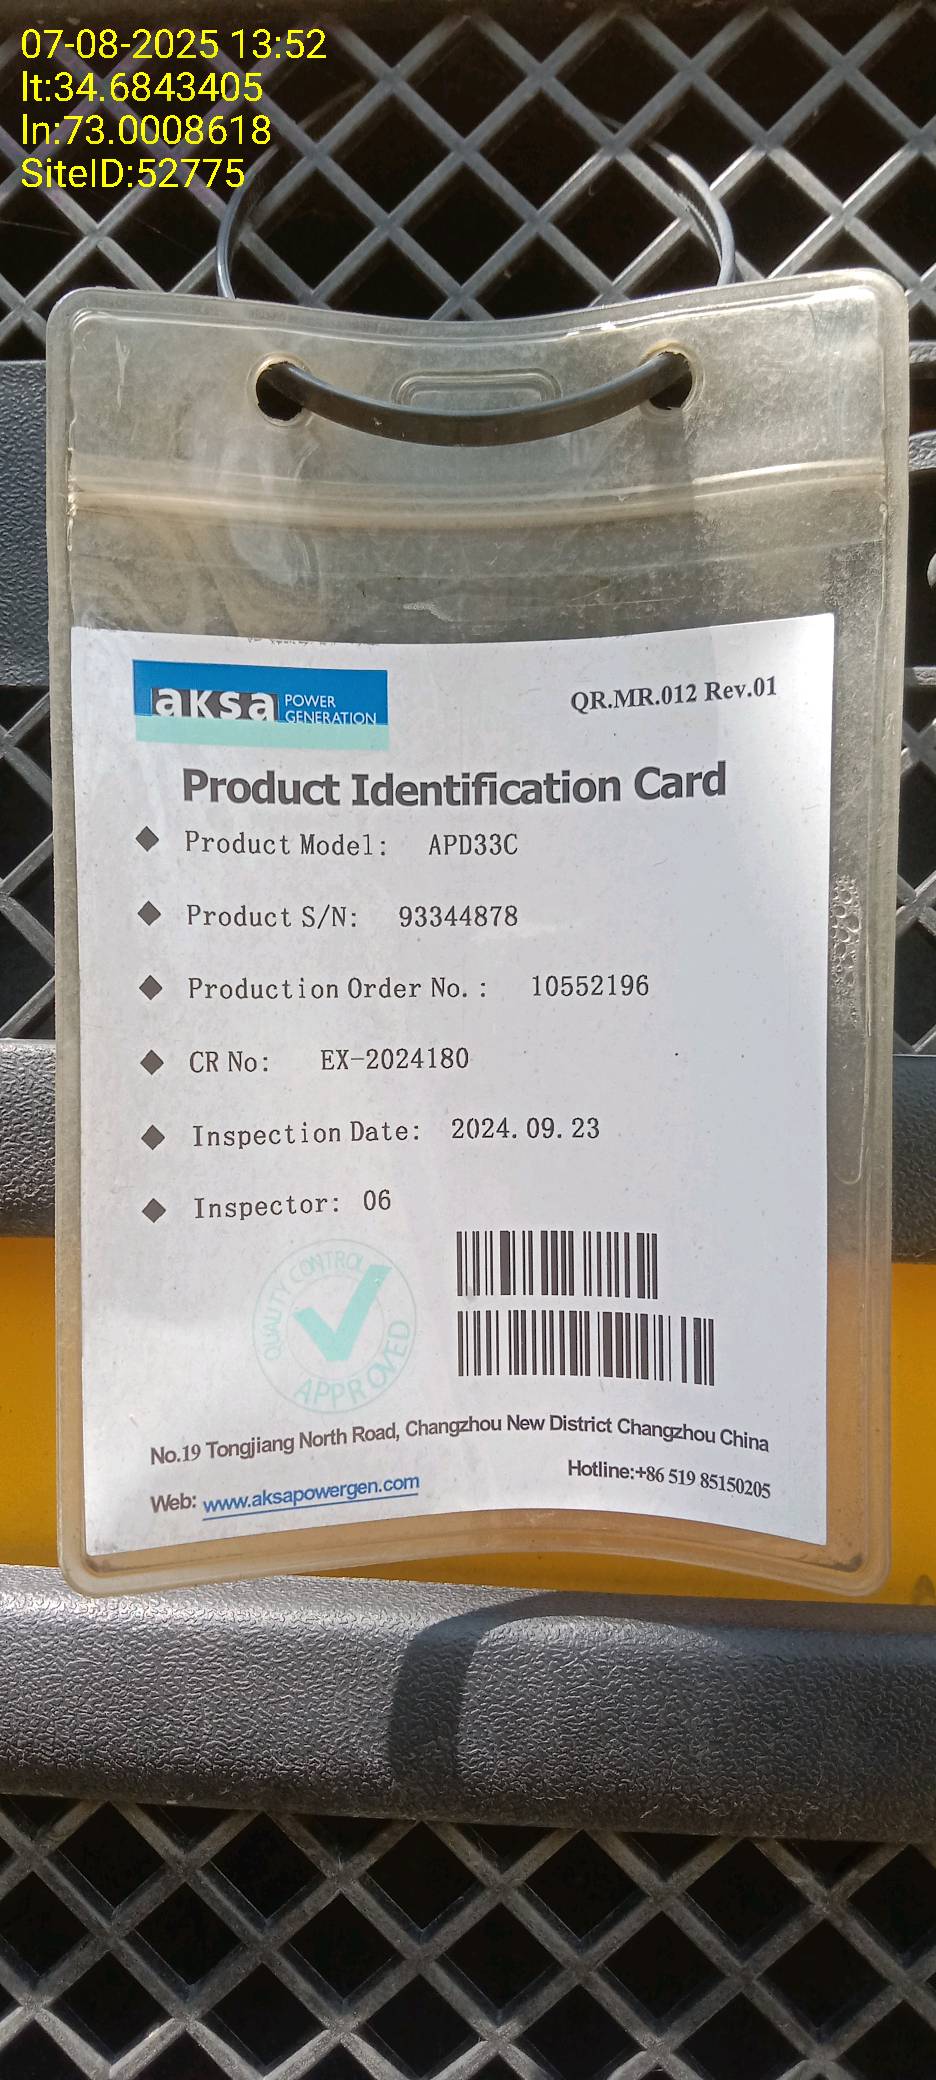 07-08-2025 13:52
lt:34.6843405
ln:73.0008618
SiteID:52775
aksa POWER GENERATION
QR.MR.012 Rev.01
Product Identification Card
◆ Product Model: APD33C
◆ Product S/N: 93344878
◆ Production Order No.: 10552196
◆ CR No: EX-2024180
◆ Inspection Date: 2024.09.23
◆ Inspector: 06
QUALITY CONTROL
APPROVED
No.19 Tongjiang North Road, Changzhou New District Changzhou China
Hotline:+86 519 85150205
Web: www.aksapowergen.com